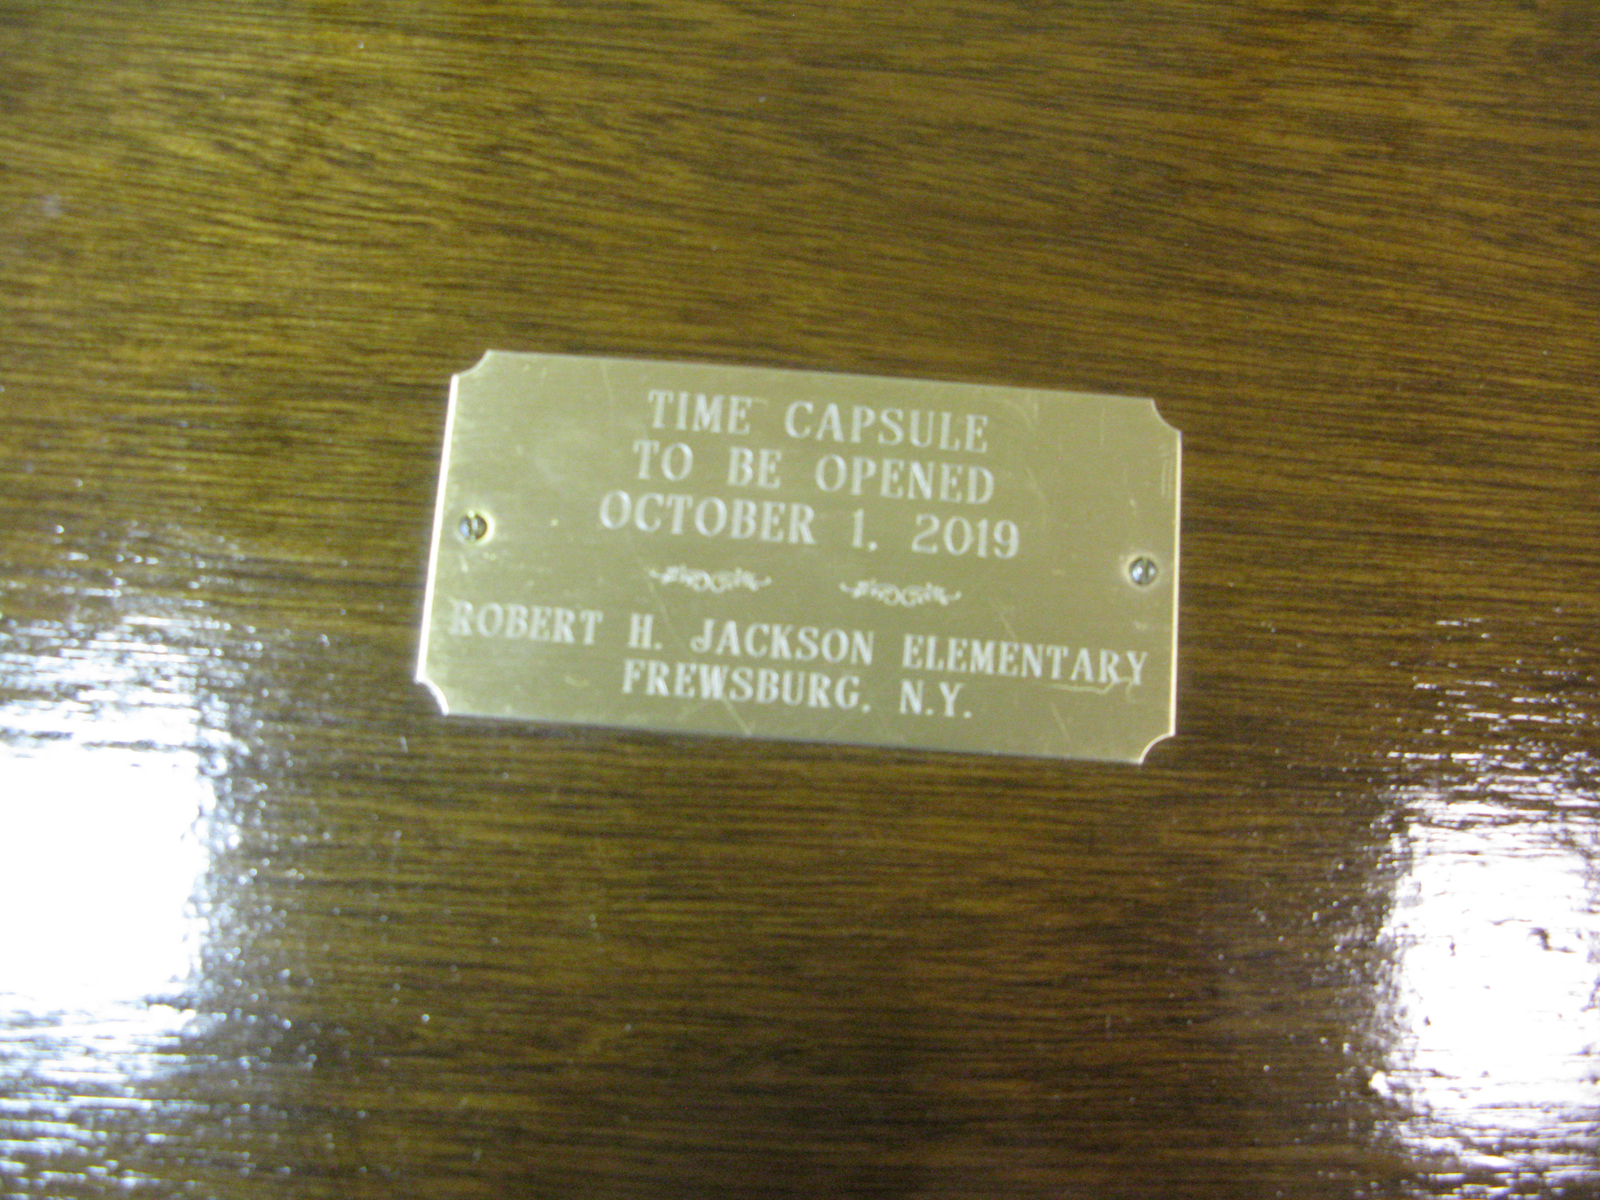 TIME CAPSULE
TO BE OPENED
OCTOBER 1, 2019
ROBERT H. JACKSON ELEMENTARY
FREWSBURG, N.Y.